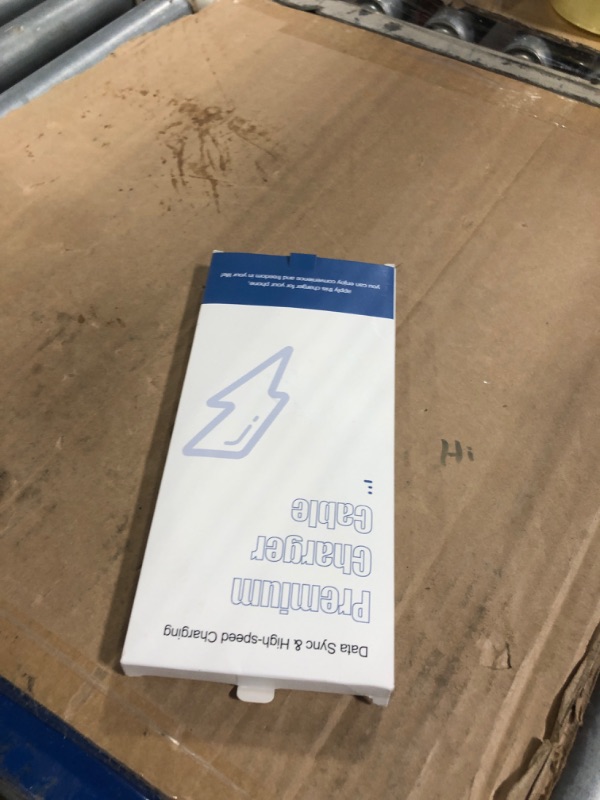 Data Sync & High-speed Charging
Premium
Charger
Cable
apply this charger for your phone,
you can enjoy convenience and freedom in your life!
Hi